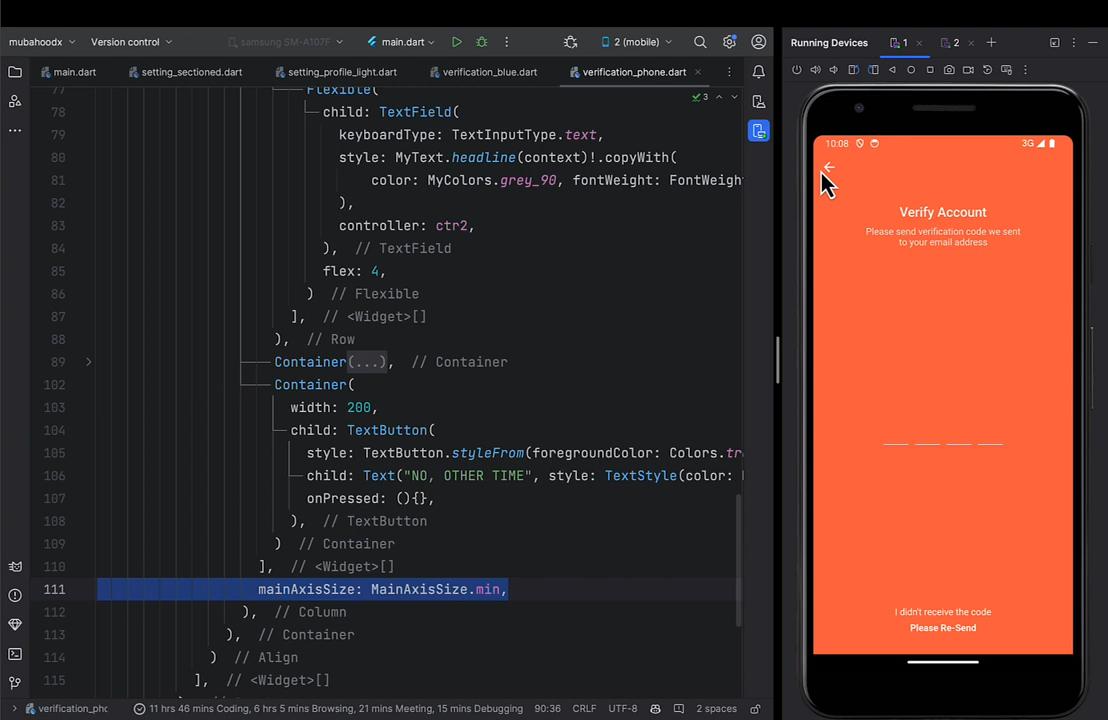 mubahoodx
Version control
samsung SM-A107F
main.dart
2 (mobile)
Running Devices
1
2
main.dart
setting_sectioned.dart
setting_profile_light.dart
verification_blue.dart
verification_phone.dart
3
77 Flexible(
78 child: TextField(
79 keyboardType: TextInputType.text,
80 style: MyText.headline(context)!.copyWith(
81 color: MyColors.grey_90, fontWeight: FontWeigh
82 ),
83 controller: ctr2,
84 ), // TextField
85 flex: 4,
86 ) // Flexible
87 ], // <Widget>[]
88 ), // Row
89 Container(...), // Container
102 Container(
103 width: 200,
104 child: TextButton(
105 style: TextButton.styleFrom(foregroundColor: Colors.tr
106 child: Text("NO, OTHER TIME", style: TextStyle(color:
107 onPressed: (){},
108 ), // TextButton
109 ) // Container
110 ], // <Widget>[]
111 mainAxisSize: MainAxisSize.min,
112 ), // Column
113 ), // Container
114 ) // Align
115 ], // <Widget>[]
10:08
3G
Verify Account
Please send verification code we sent
to your email address
I didn't receive the code
Please Re-Send
verification_pho
11 hrs 46 mins Coding, 6 hrs 5 mins Browsing, 21 mins Meeting, 15 mins Debugging
90:36
CRLF
UTF-8
2 spaces